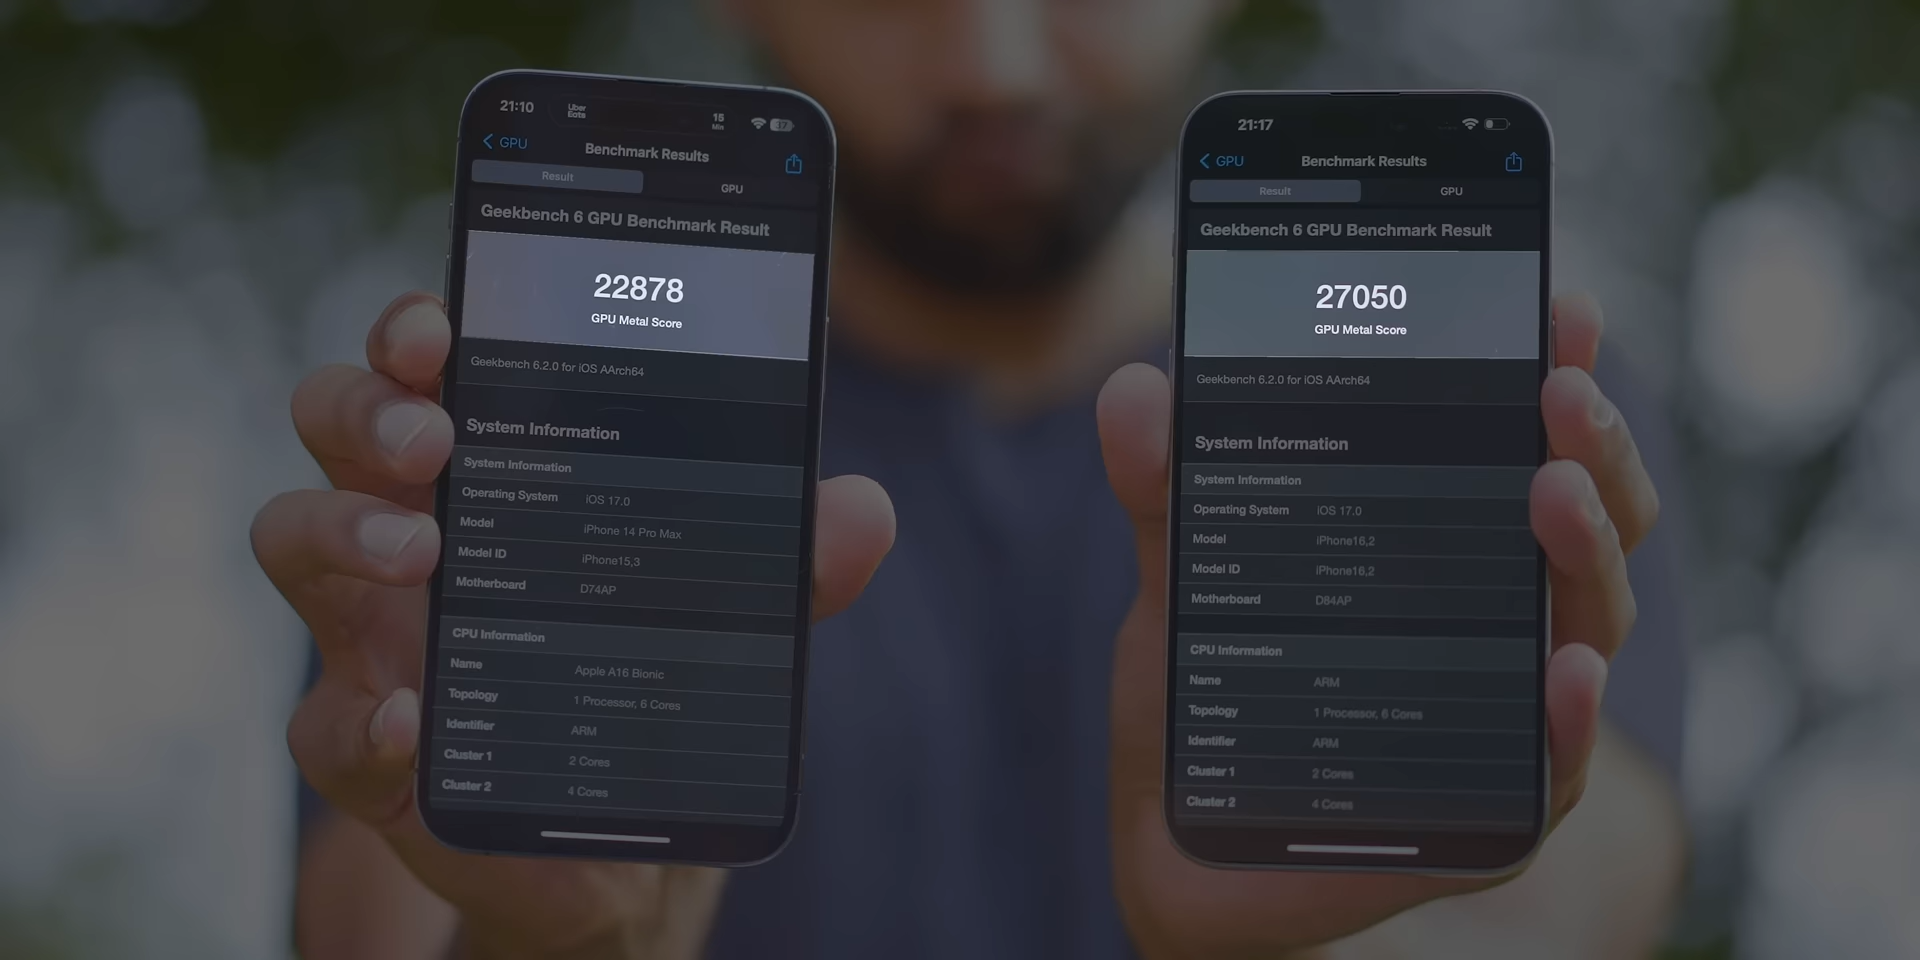 21:10
Uber
Eats
15
Min
37
GPU
Benchmark Results
Result
GPU
Geekbench 6 GPU Benchmark Result
22878
GPU Metal Score
Geekbench 6.2.0 for iOS AArch64
System Information
System Information
Operating System iOS 17.0
Model iPhone 14 Pro Max
Model ID iPhone15,3
Motherboard D74AP
CPU Information
Name Apple A16 Bionic
Topology 1 Processor, 6 Cores
Identifier ARM
Cluster 1 2 Cores
Cluster 2 4 Cores
21:17
GPU
Benchmark Results
Result
GPU
Geekbench 6 GPU Benchmark Result
27050
GPU Metal Score
Geekbench 6.2.0 for iOS AArch64
System Information
System Information
Operating System iOS 17.0
Model iPhone16,2
Model ID iPhone16,2
Motherboard D84AP
CPU Information
Name ARM
Topology 1 Processor, 6 Cores
Identifier ARM
Cluster 1 2 Cores
Cluster 2 4 Cores